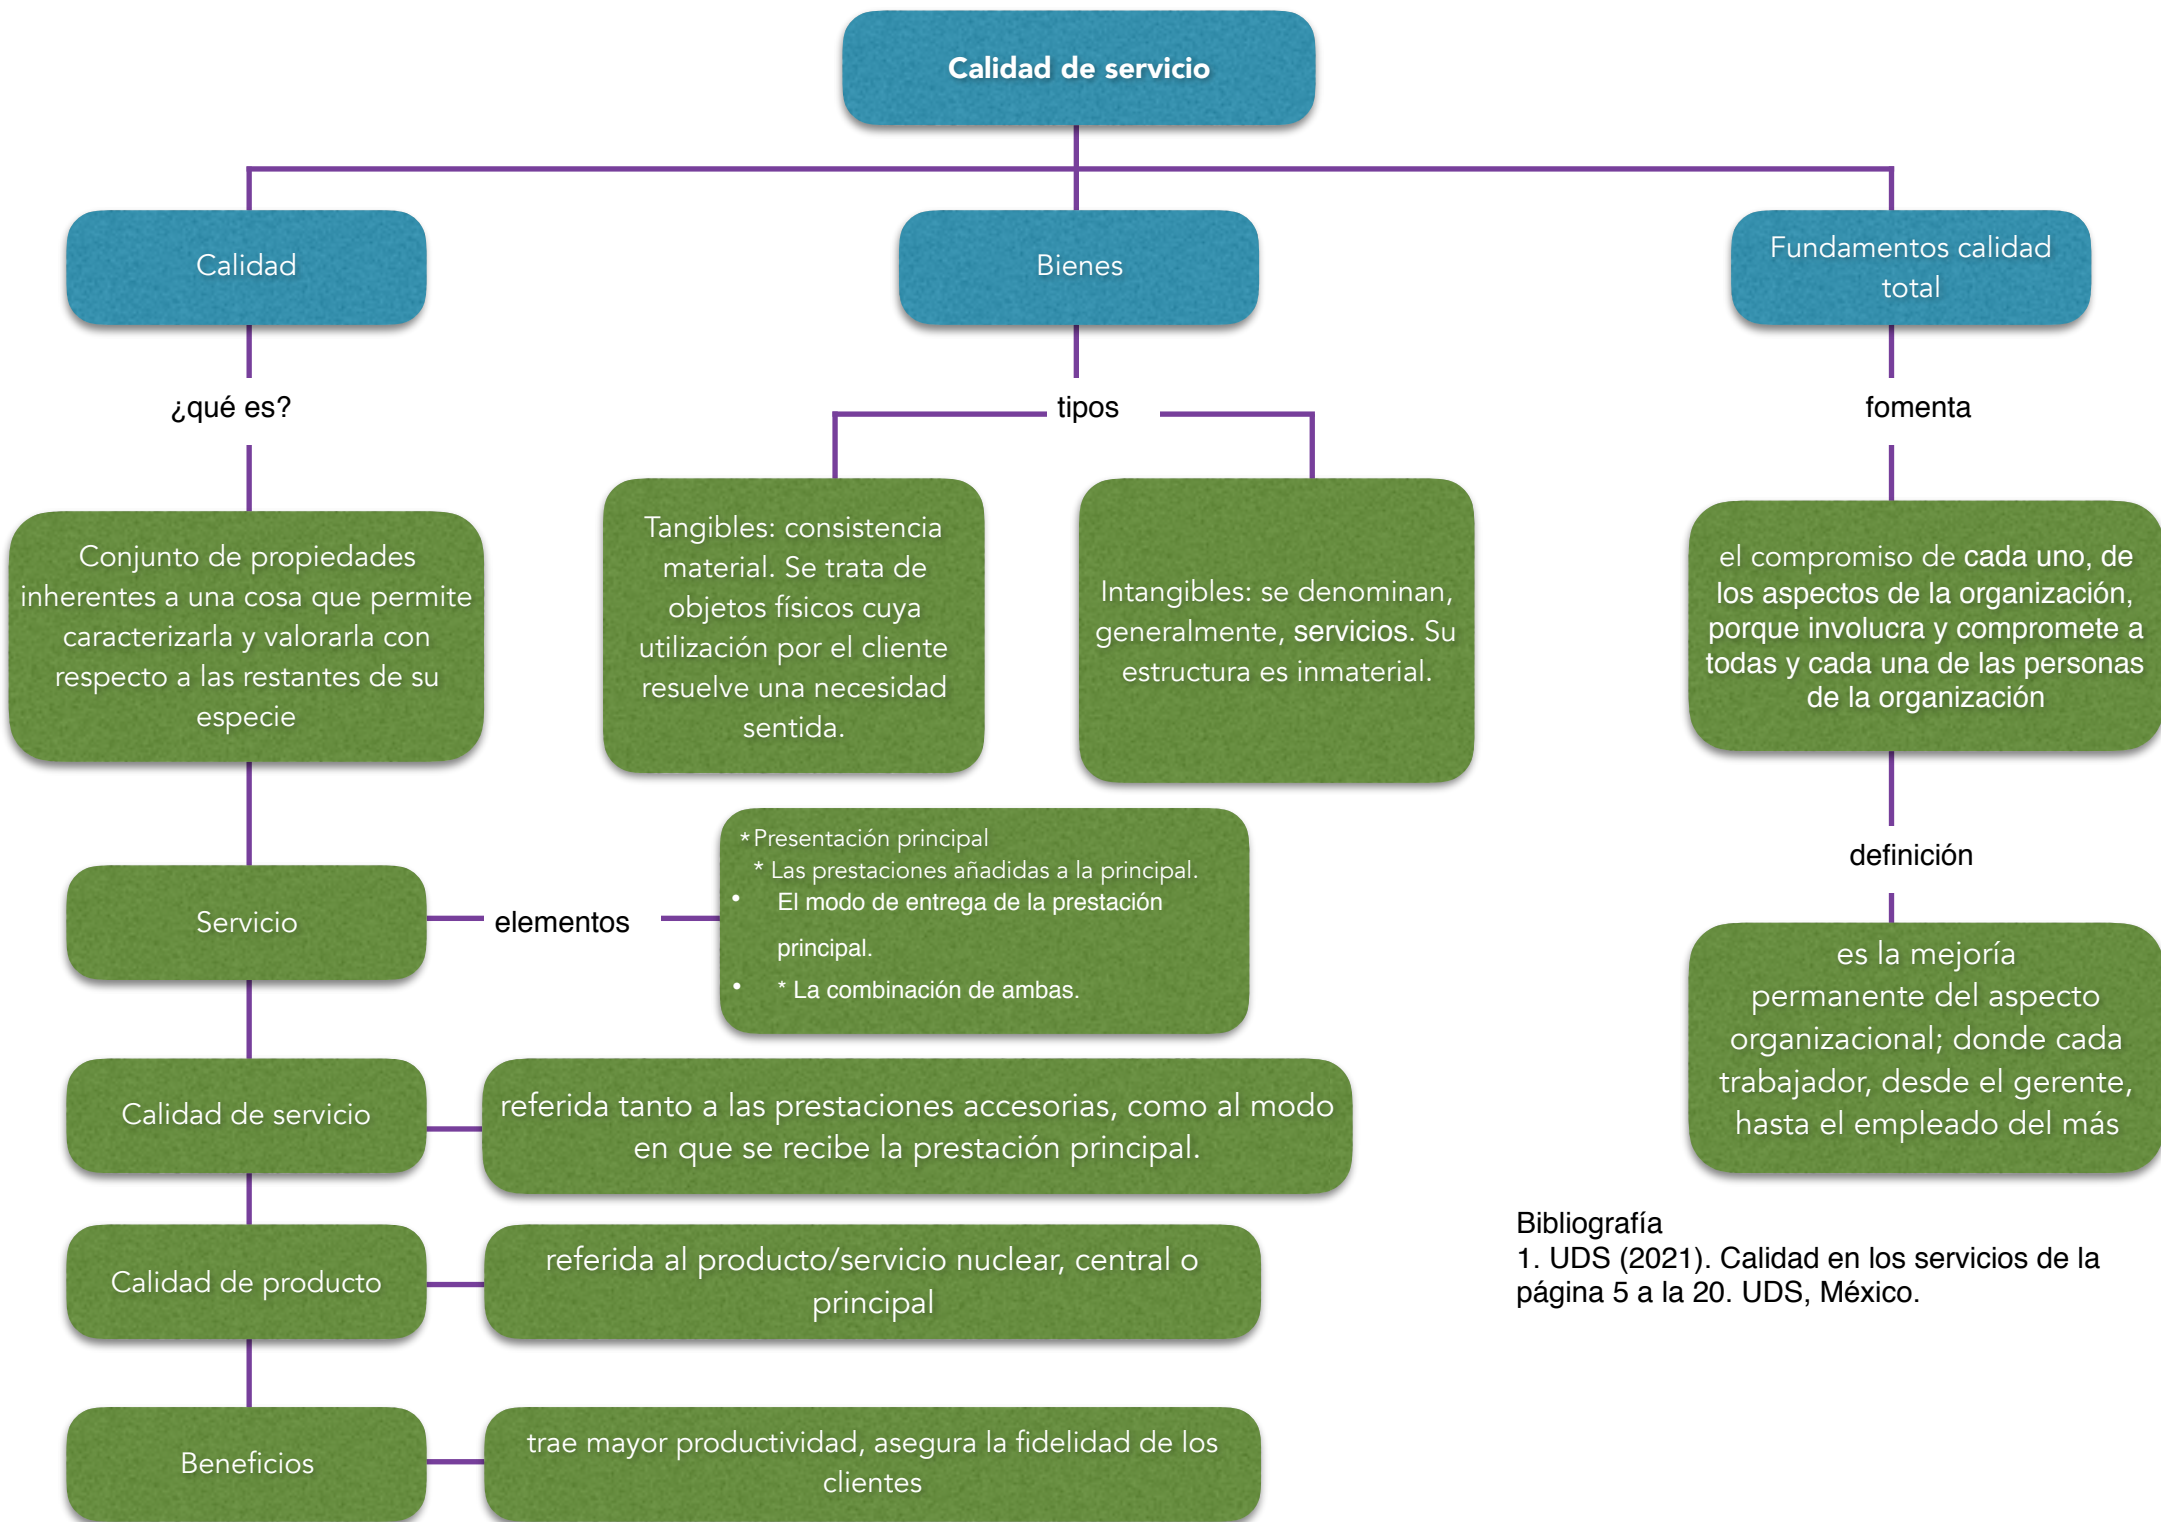 Calidad de servicio
Calidad
Bienes
Fundamentos calidad
total
¿qué es?
tipos
fomenta
Conjunto de propiedades
inherentes a una cosa que permite
caracterizarla y valorarla con
respecto a las restantes de su
especie
Tangibles: consistencia
material. Se trata de
objetos físicos cuya
utilización por el cliente
resuelve una necesidad
sentida.
Intangibles: se denominan,
generalmente, servicios. Su
estructura es inmaterial.
el compromiso de cada uno, de
los aspectos de la organización,
porque involucra y compromete a
todas y cada una de las personas
de la organización
Servicio
elementos
* Presentación principal
* Las prestaciones añadidas a la principal.
• El modo de entrega de la prestación
principal.
• * La combinación de ambas.
definición
es la mejoría
permanente del aspecto
organizacional; donde cada
trabajador, desde el gerente,
hasta el empleado del más
Calidad de servicio
referida tanto a las prestaciones accesorias, como al modo
en que se recibe la prestación principal.
Calidad de producto
referida al producto/servicio nuclear, central o
principal
Beneficios
trae mayor productividad, asegura la fidelidad de los
clientes
Bibliografía
1. UDS (2021). Calidad en los servicios de la
página 5 a la 20. UDS, México.